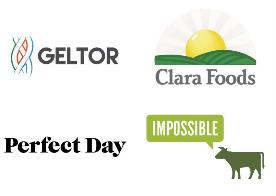 GELTOR
Clara Foods
Perfect Day
IMPOSSIBLE